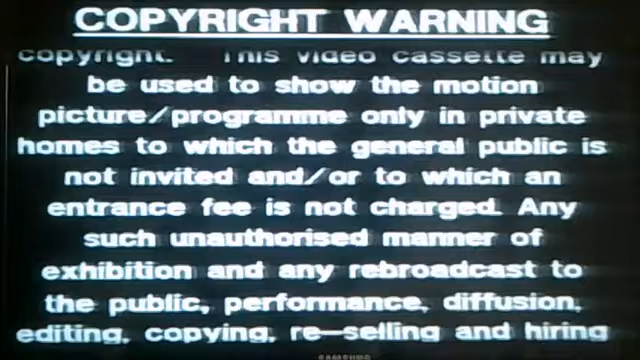 COPYRIGHT WARNING
copyright. This video cassette may
be used to show the motion
picture/programme only in private
homes to which the general public is
not invited and/or to which an
entrance fee is not charged. Any
such unauthorised manner of
exhibition and any rebroadcast to
the public, performance, diffusion,
editing, copying, re-selling and hiring
SAMSUNG